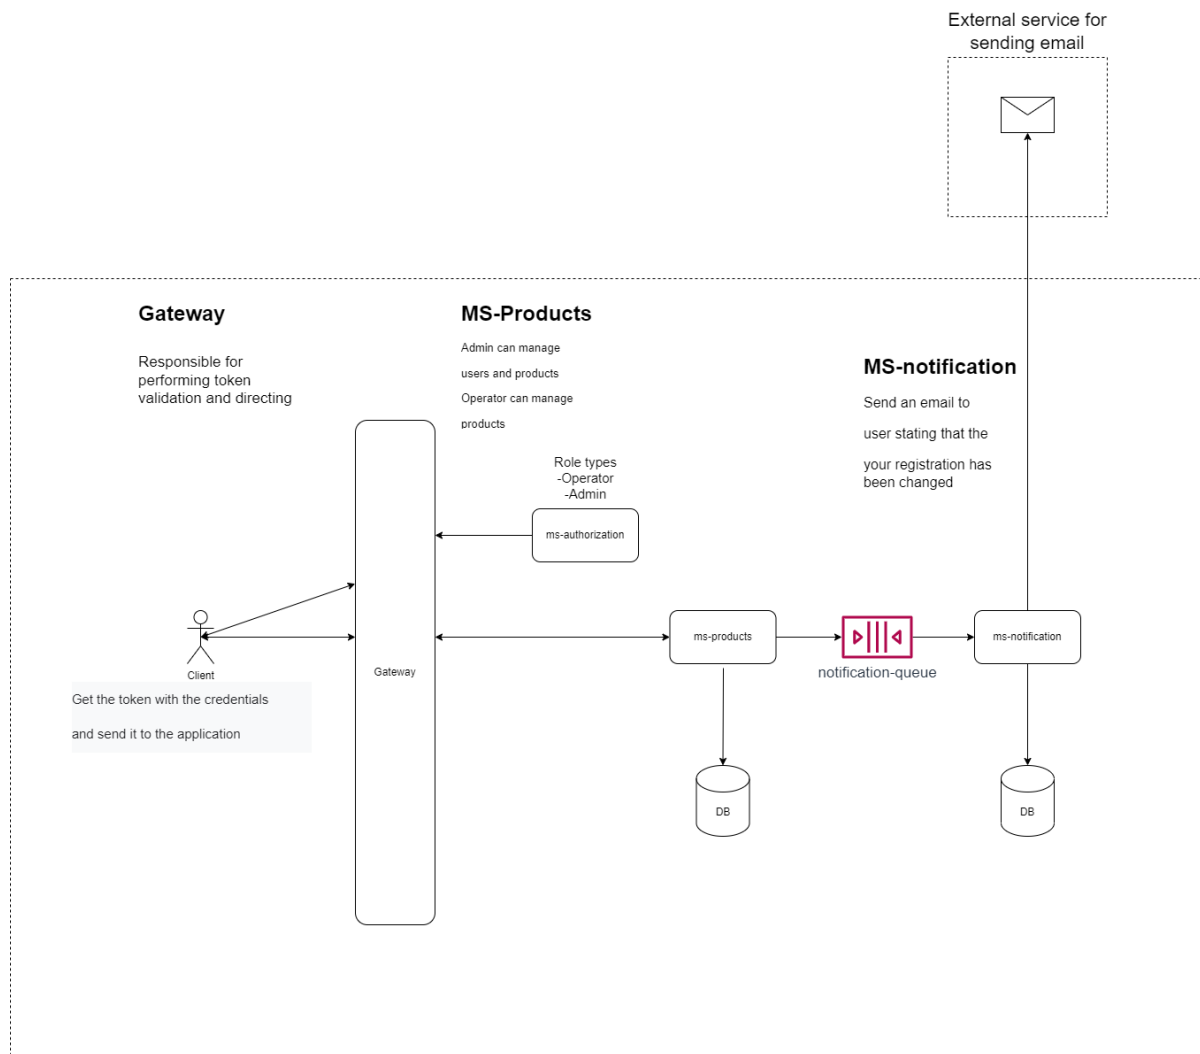 External service for
sending email
Gateway
Responsible for
performing token
validation and directing
MS-Products
Admin can manage
users and products
Operator can manage
products
MS-notification
Send an email to
user stating that the
your registration has
been changed
Role types
-Operator
-Admin
ms-authorization
Client
Get the token with the credentials
and send it to the application
Gateway
ms-products
notification-queue
ms-notification
DB
DB